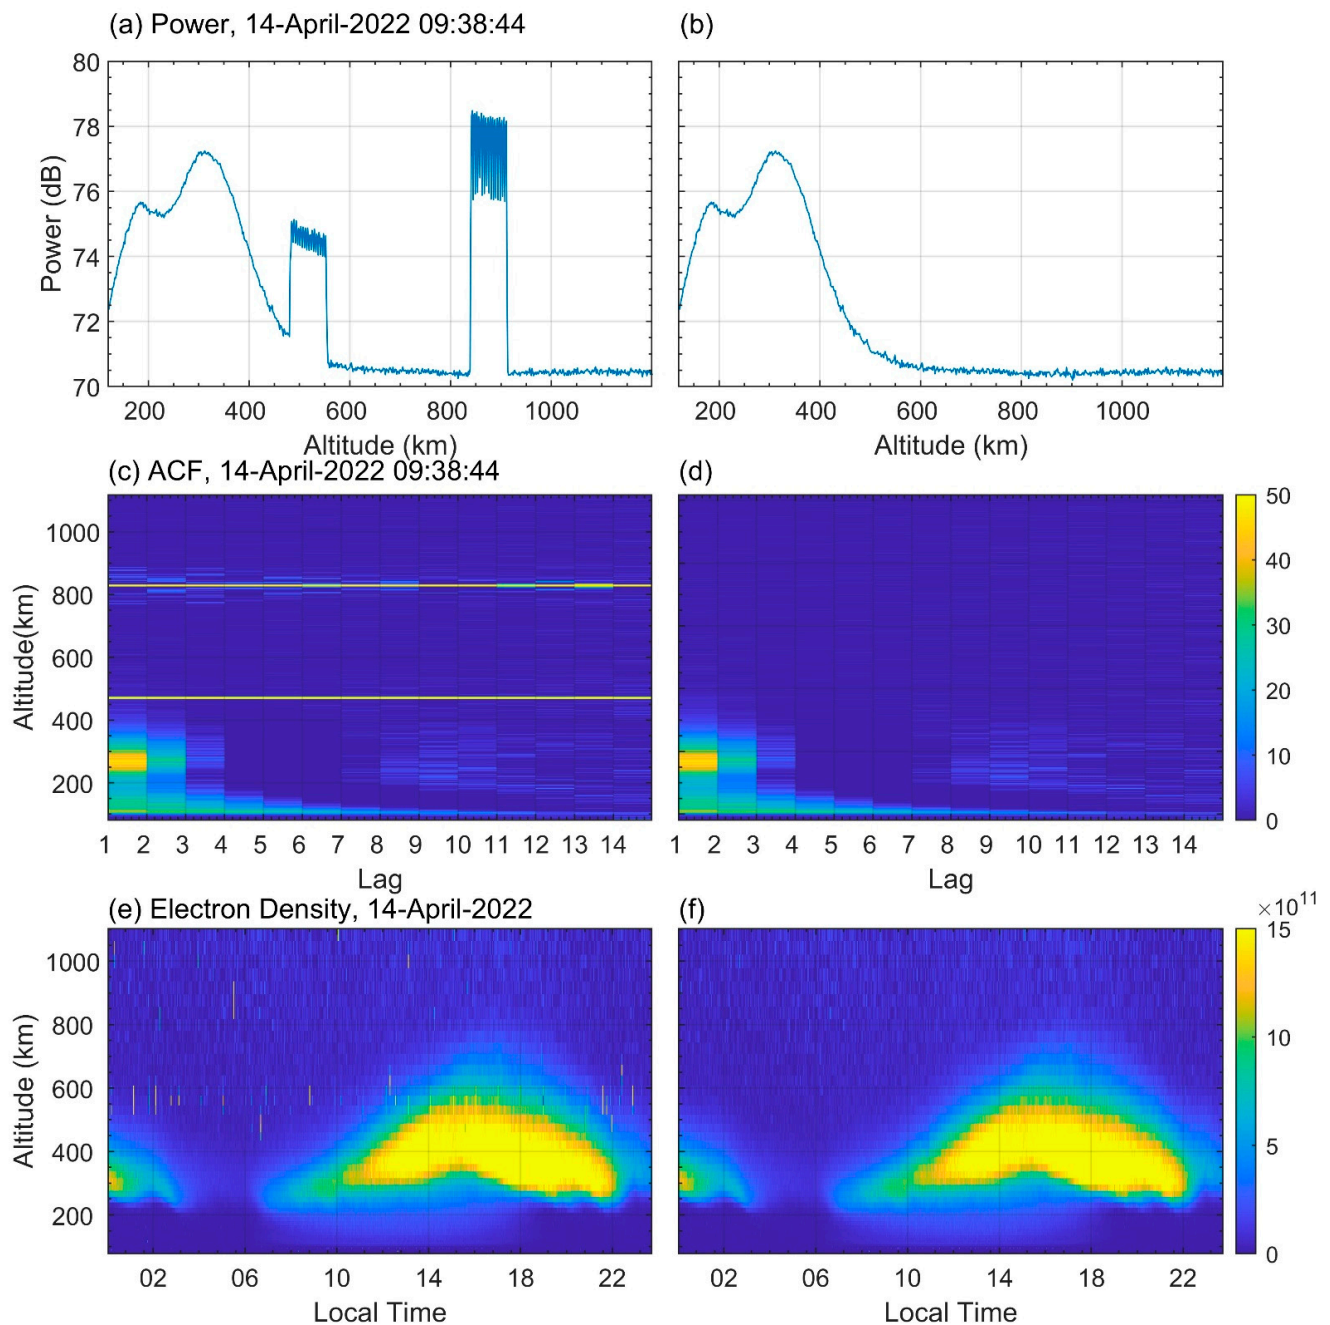 (a) Power, 14-April-2022 09:38:44
(b)
80
78
76
74
72
70
Power (dB)
200 400 600 800 1000
200 400 600 800 1000
Altitude (km)
Altitude (km)
(c) ACF, 14-April-2022 09:38:44
(d)
1000
800
600
400
200
Altitude(km)
50
40
30
20
10
0
1 2 3 4 5 6 7 8 9 10 11 12 13 14
1 2 3 4 5 6 7 8 9 10 11 12 13 14
Lag
Lag
(e) Electron Density, 14-April-2022
(f)
×10¹¹
1000
800
600
400
200
Altitude (km)
15
10
5
0
02 06 10 14 18 22
02 06 10 14 18 22
Local Time
Local Time